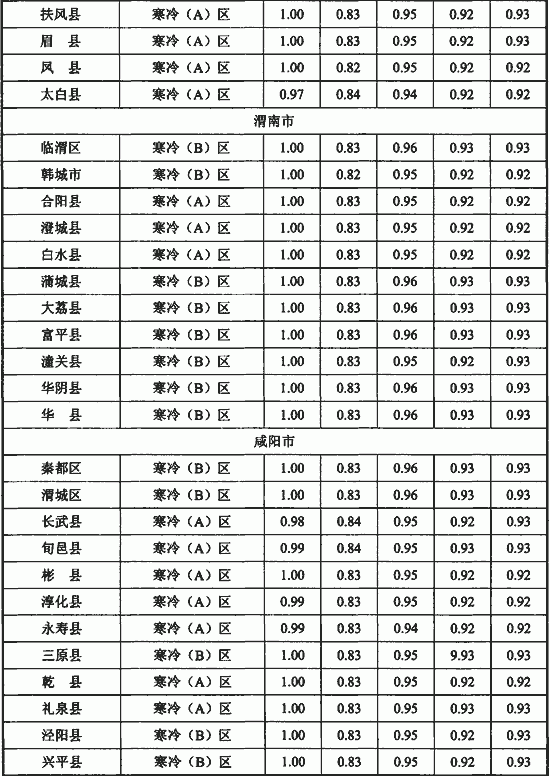 扶风县 寒冷（A）区 1.00 0.83 0.95 0.92 0.93
眉 县 寒冷（A）区 1.00 0.83 0.95 0.92 0.93
凤 县 寒冷（A）区 1.00 0.82 0.95 0.92 0.92
太白县 寒冷（A）区 0.97 0.84 0.94 0.92 0.92
渭南市
临渭区 寒冷（B）区 1.00 0.83 0.96 0.93 0.93
韩城市 寒冷（B）区 1.00 0.82 0.95 0.92 0.92
合阳县 寒冷（A）区 1.00 0.83 0.95 0.92 0.92
澄城县 寒冷（A）区 1.00 0.83 0.95 0.92 0.92
白水县 寒冷（A）区 1.00 0.83 0.95 0.92 0.92
蒲城县 寒冷（B）区 1.00 0.83 0.96 0.93 0.93
大荔县 寒冷（B）区 1.00 0.83 0.96 0.93 0.93
富平县 寒冷（B）区 1.00 0.83 0.96 0.93 0.93
潼关县 寒冷（B）区 1.00 0.83 0.95 0.92 0.93
华阴县 寒冷（B）区 1.00 0.83 0.96 0.93 0.93
华 县 寒冷（B）区 1.00 0.83 0.96 0.93 0.93
咸阳市
秦都区 寒冷（B）区 1.00 0.83 0.96 0.93 0.93
渭城区 寒冷（B）区 1.00 0.83 0.96 0.93 0.93
长武县 寒冷（A）区 0.98 0.84 0.95 0.92 0.93
旬邑县 寒冷（A）区 0.99 0.84 0.95 0.93 0.93
彬 县 寒冷（A）区 1.00 0.83 0.95 0.92 0.92
淳化县 寒冷（A）区 0.99 0.83 0.95 0.92 0.92
永寿县 寒冷（A）区 0.99 0.83 0.94 0.92 0.92
三原县 寒冷（B）区 1.00 0.83 0.95 9.93 0.93
乾 县 寒冷（A）区 1.00 0.83 0.95 0.92 0.92
礼泉县 寒冷（A）区 1.00 0.83 0.95 0.93 0.93
泾阳县 寒冷（B）区 1.00 0.83 0.95 0.92 0.93
兴平县 寒冷（B）区 1.00 0.83 0.95 0.92 0.93